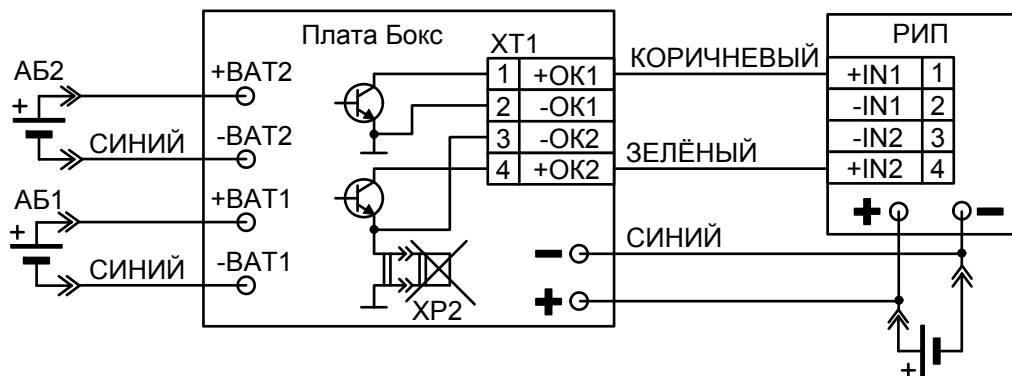 Плата Бокс
XT1
КОРИЧНЕВЫЙ
РИП
АБ2
+BAT2
1 +OK1
+IN1 1
+
2 -OK1
-IN1 2
СИНИЙ
-BAT2
3 -OK2
-IN2 3
ЗЕЛЁНЫЙ
4 +OK2
+IN2 4
АБ1
+BAT1
+
+ -
СИНИЙ
-BAT1
-
СИНИЙ
+
XP2
+